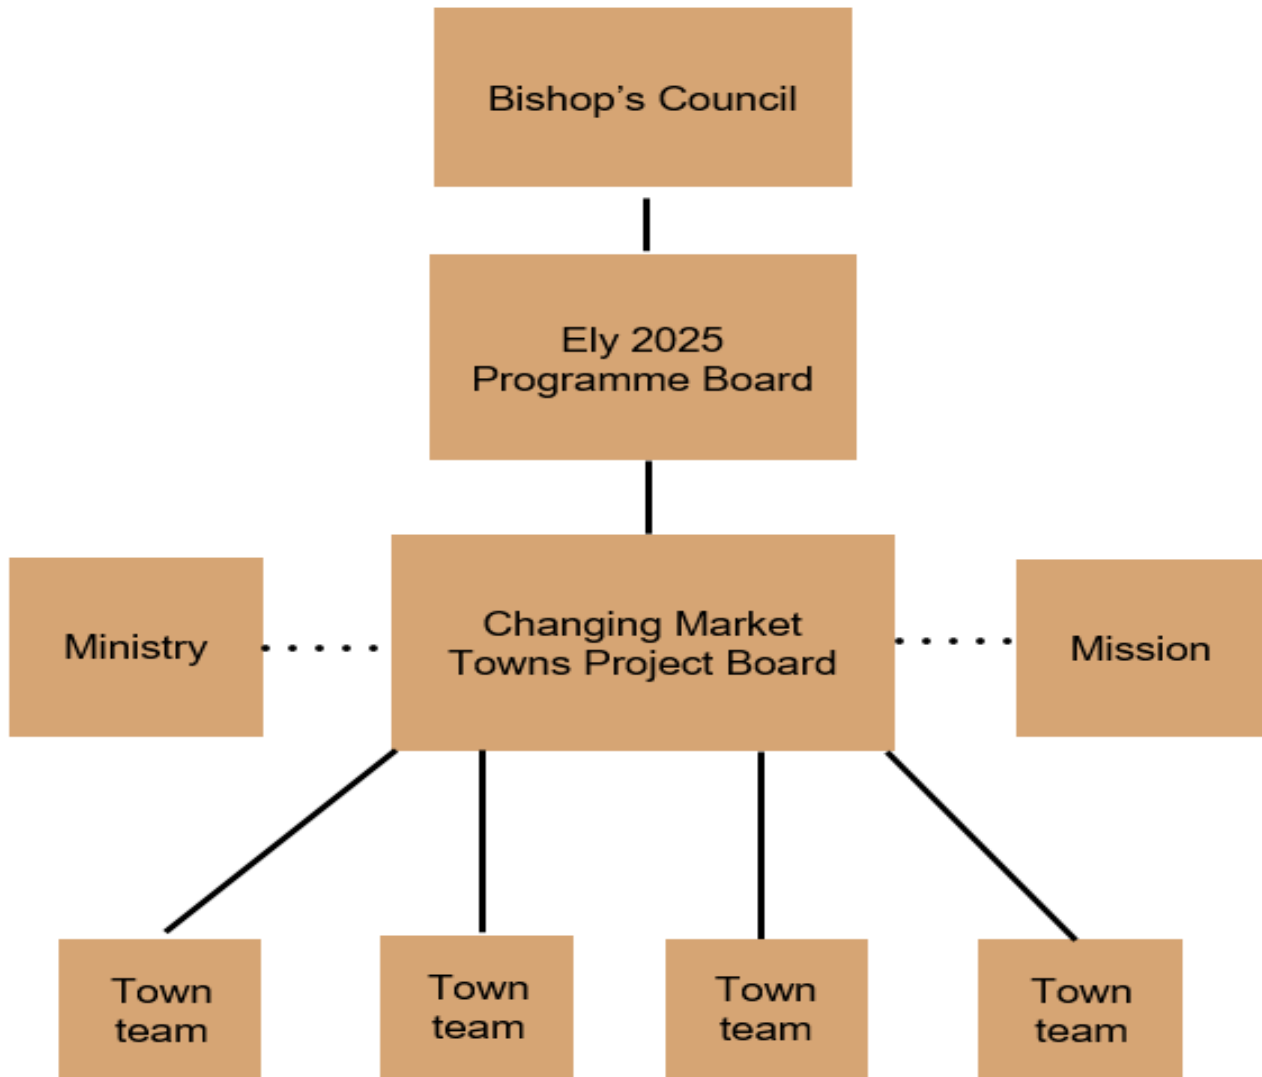 Bishop's Council
Ely 2025
Programme Board
Ministry
Changing Market
Towns Project Board
Mission
Town
team
Town
team
Town
team
Town
team